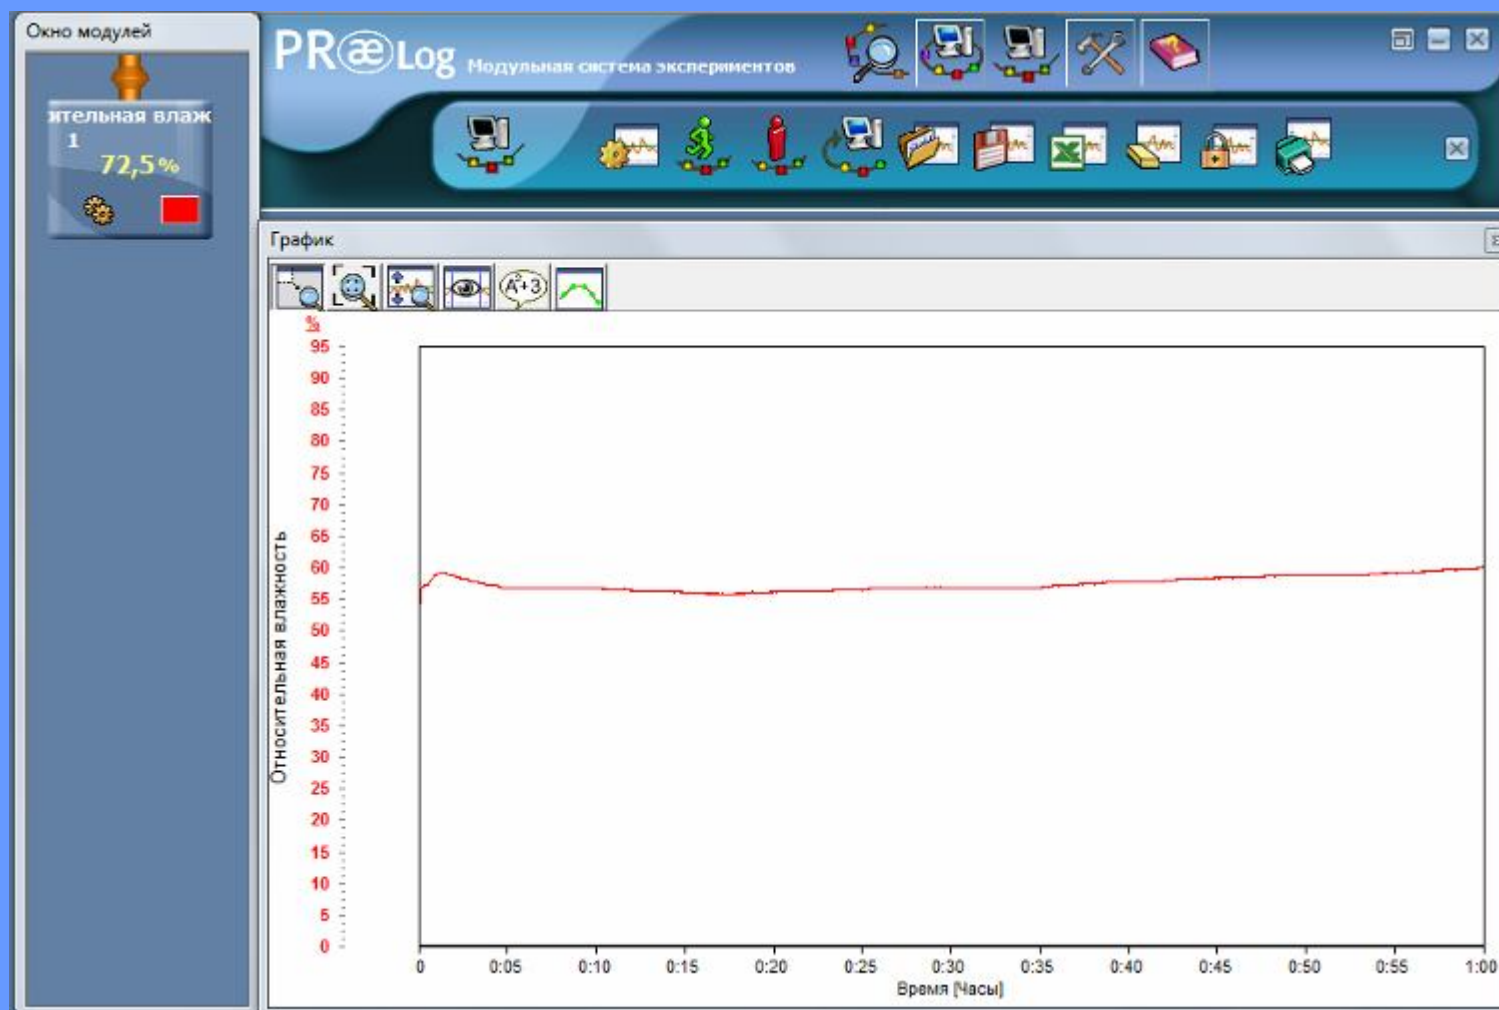 Окно модулей
ительная влаж
1
72,5%
PRæLog Модульная система экспериментов
График
A²+3
%
95
90
85
80
75
70
65
60
55
50
45
40
35
30
25
20
15
10
5
0
Относительная влажность
0 0:05 0:10 0:15 0:20 0:25 0:30 0:35 0:40 0:45 0:50 0:55 1:00
Время [Часы]